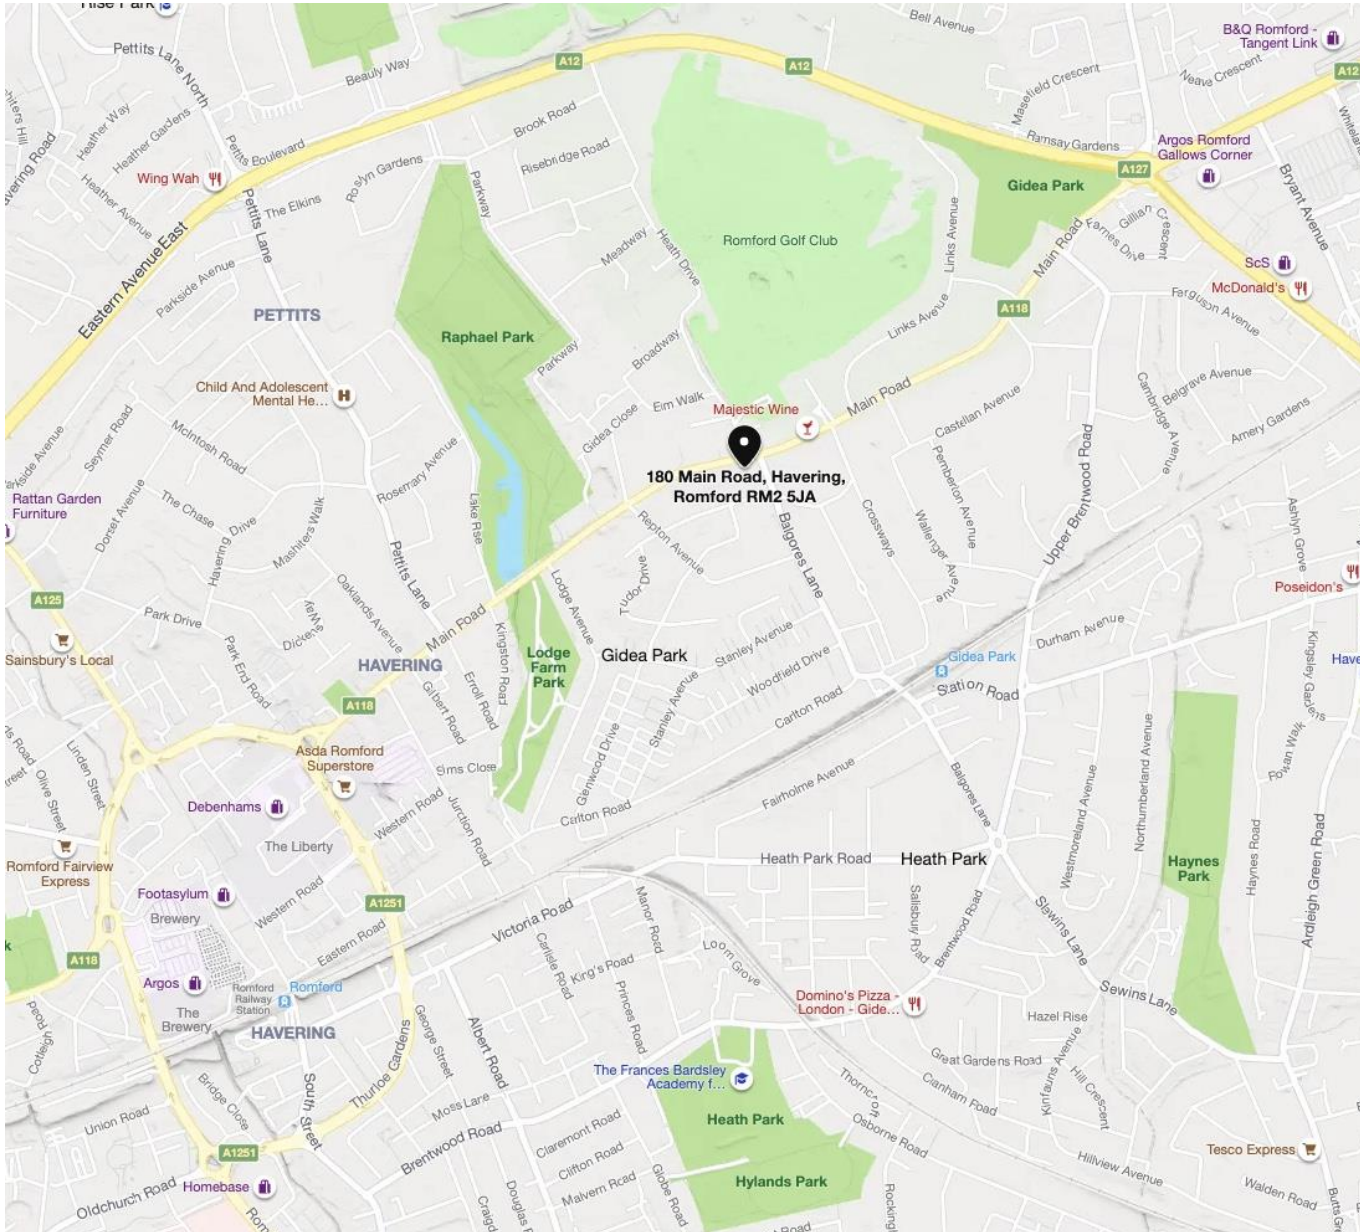 Rise Park
Pettits Lane North
Beauly Way
A12
A12
Bell Avenue
B&Q Romford -
Tangent Link
Neave Crescent
A12
Masefield Crescent
Heather Way
Heather Gardens
Brook Road
Pettits Boulevard
Risebridge Road
Ramsay Gardens
Argos Romford
Gallows Corner
A127
Wing Wah
Roslyn Gardens
Parkway
Gidea Park
Bryant Avenue
Heather Avenue
The Elkins
Pettits Lane
Gillian
Crescent
Farnes Drive
Eastern Avenue East
Meadway
Heath Drive
Romford Golf Club
Links Avenue
Main Road
Parkside Avenue
ScS
McDonald's
PETTITS
Raphael Park
Broadway
Links Avenue
A118
Ferguson Avenue
Parkway
Child And Adolescent
Mental He...
Elm Walk
Majestic Wine
Main Road
Castellan Avenue
Cambridge Avenue
Belgrave Avenue
Amery Gardens
Seymer Road
McIntosh Road
Gidea Close
180 Main Road, Havering,
Romford RM2 5JA
Rattan Garden
Furniture
Dorset Avenue
The Chase
Havering Drive
Mashiters Walk
Rosemary Avenue
Lake Rise
Repton Avenue
Balgores Lane
Crossways
Wallenger Avenue
Pemberton Avenue
Upper Brentwood Road
Ashlyn Grove
Poseidon's
A125
Park Drive
Dickens Way
Oaklands Avenue
Pettits Lane
Tudor Drive
Lodge Avenue
Sainsbury's Local
Park End Road
HAVERING
Main Road
Kingston Road
Lodge
Farm
Park
Gidea Park
Stanley Avenue
Woodfield Drive
Carlton Road
Gidea Park
Station Road
Durham Avenue
Kingsley Gardens
Have
A118
Gilbert Road
Erroll Road
Stanley Avenue
Glenwood Drive
Linden Street
Olive Street
Asda Romford
Superstore
Sims Close
Debenhams
Western Road
Junction Road
Carlton Road
Fairholme Avenue
Balgores Lane
Westmoreland Avenue
Northumberland Avenue
Rowan Walk
The Liberty
Romford Fairview
Express
Heath Park Road
Heath Park
Haynes
Park
Haynes Road
Ardleigh Green Road
Footasylum
Brewery
Western Road
A1251
Eastern Road
Victoria Road
Manor Road
Salisbury Road
Brentwood Road
Slewins Lane
A118
Argos
Romford
Railway
Station
Romford
Carlisle Road
King's Road
Loom Grove
Princes Road
Domino's Pizza -
London - Gide...
Slewins Lane
Hazel Rise
The
Brewery
HAVERING
Cotleigh Road
George Street
Albert Road
The Frances Bardsley
Academy f...
Great Gardens Road
Kinfauns Avenue
Hill Crescent
Bridge Close
South Street
Thurloe Gardens
Moss Lane
Heath Park
Thorncroft
Cranham Road
Osborne Road
Union Road
Brentwood Road
Claremont Road
Clifton Road
Malvern Road
Globe Road
A1251
Hillview Avenue
Tesco Express
Oldchurch Road
Homebase
Douglas
Hylands Park
Walden Road